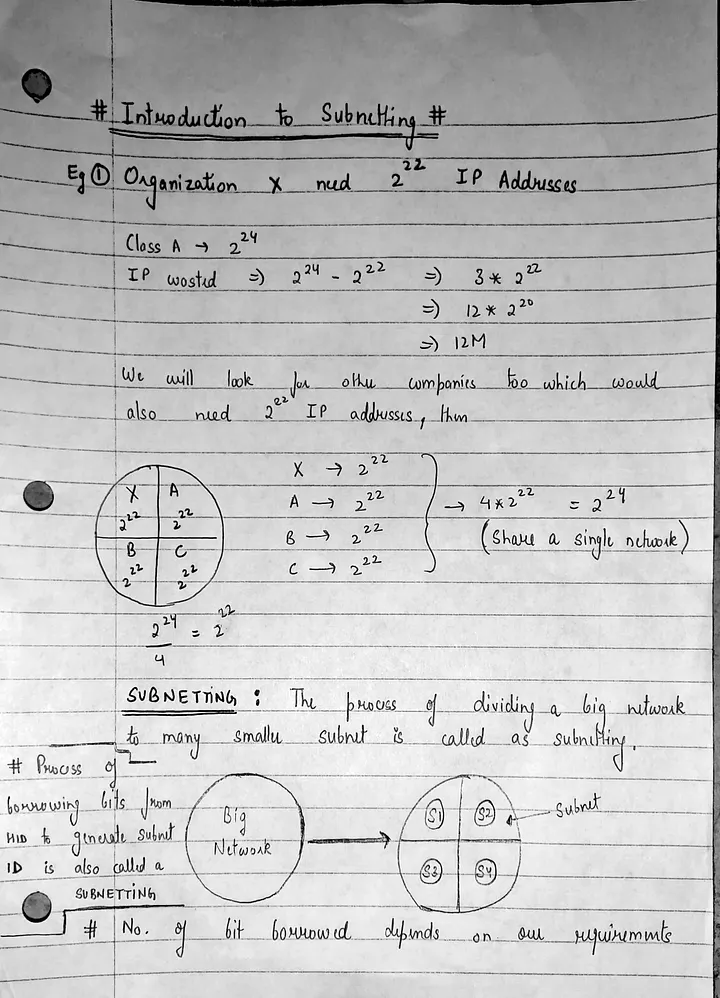 # Introduction to Subnetting #
Eg ① Organization X need 2^22 IP Addresses
Class A → 2^24
IP wasted ⇒ 2^24 - 2^22 ⇒ 3 * 2^22
⇒ 12 * 2^20
⇒ 12M
We will look for other companies too which would
also need 2^22 IP addresses, then
X A
2^22 2^22
B C
2^22 2^22
2^24/4 = 2^22
X → 2^22
A → 2^22
B → 2^22
C → 2^22
→ 4 * 2^22 = 2^24
(Share a single network)
SUBNETTING : The process of dividing a big network
to many smaller subnet is called as subnetting.
# Process of
borrowing bits from
HID to generate subnet
ID is also called a
SUBNETTING
Big
Network
S1 S2
S3 S4
Subnet
# No. of bit borrowed depends on our requirements